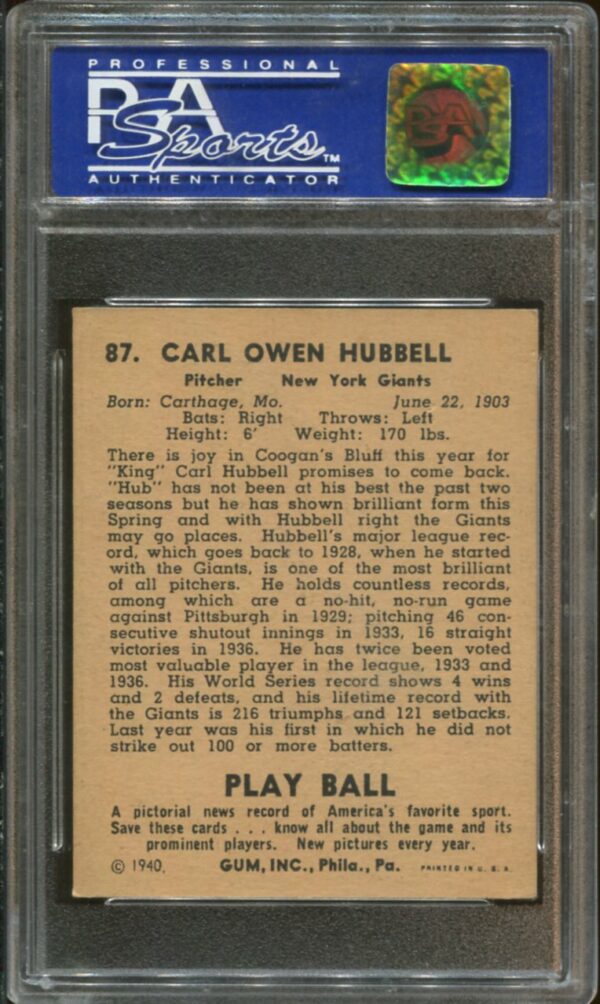 PROFESSIONAL
PSA
Sports™
AUTHENTICATOR
PSA
87. CARL OWEN HUBBELL
Pitcher New York Giants
Born: Carthage, Mo. June 22, 1903
Bats: Right Throws: Left
Height: 6' Weight: 170 lbs.
There is joy in Coogan's Bluff this year for
"King" Carl Hubbell promises to come back.
"Hub" has not been at his best the past two
seasons but he has shown brilliant form this
Spring and with Hubbell right the Giants
may go places. Hubbell's major league rec-
ord, which goes back to 1928, when he started
with the Giants, is one of the most brilliant
of all pitchers. He holds countless records,
among which are a no-hit, no-run game
against Pittsburgh in 1929; pitching 46 con-
secutive shutout innings in 1933, 16 straight
victories in 1936. He has twice been voted
most valuable player in the league, 1933 and
1936. His World Series record shows 4 wins
and 2 defeats, and his lifetime record with
the Giants is 216 triumphs and 121 setbacks.
Last year was his first in which he did not
strike out 100 or more batters.
PLAY BALL
A pictorial news record of America's favorite sport.
Save these cards . . . know all about the game and its
prominent players. New pictures every year.
© 1940, GUM, INC., Phila., Pa. PRINTED IN U. S. A.